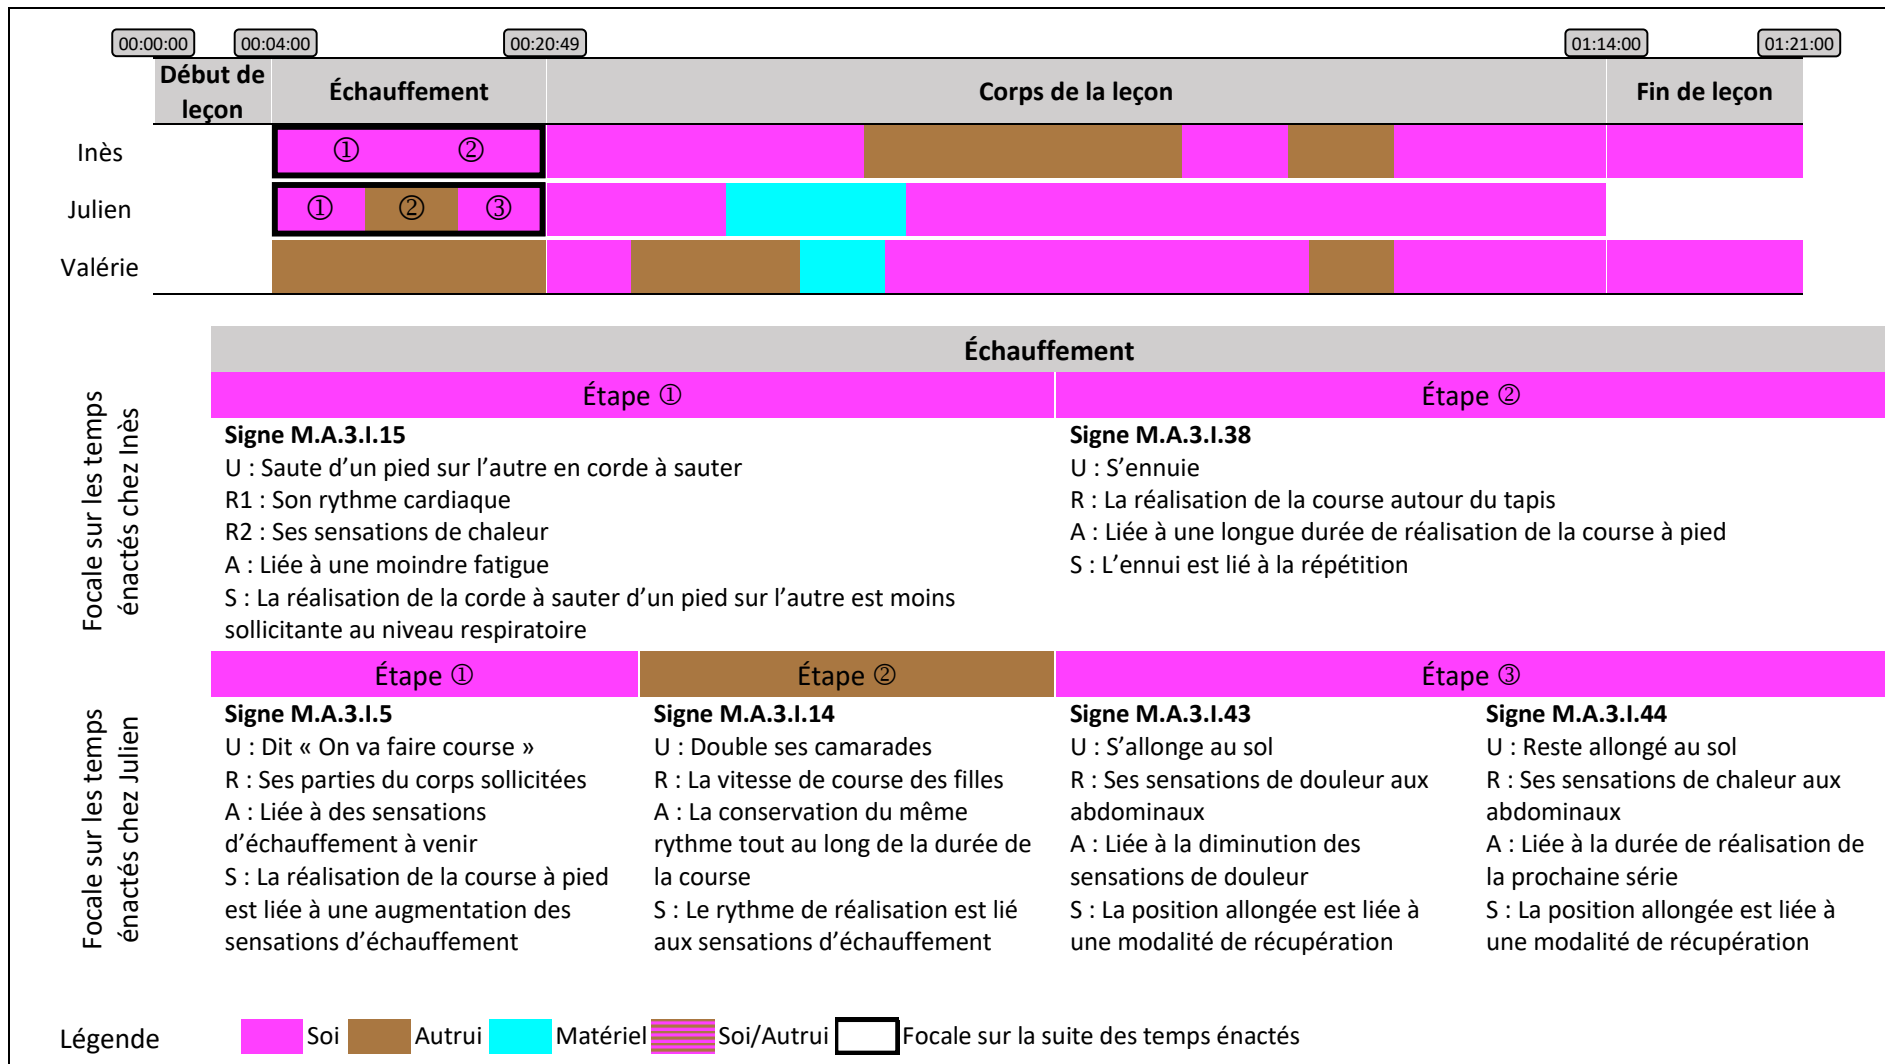 00:00:00 00:04:00 00:20:49 01:14:00 01:21:00
Début de leçon Échauffement Corps de la leçon Fin de leçon
Inès ① ②
Julien ① ② ③
Valérie
Échauffement
Focale sur les temps
énactés chez Inès
Étape ① Étape ②
Signe M.A.3.I.15
U : Saute d’un pied sur l’autre en corde à sauter
R1 : Son rythme cardiaque
R2 : Ses sensations de chaleur
A : Liée à une moindre fatigue
S : La réalisation de la corde à sauter d’un pied sur l’autre est moins
sollicitante au niveau respiratoire
Signe M.A.3.I.38
U : S’ennuie
R : La réalisation de la course autour du tapis
A : Liée à une longue durée de réalisation de la course à pied
S : L’ennui est lié à la répétition
Focale sur les temps
énactés chez Julien
Étape ① Étape ② Étape ③
Signe M.A.3.I.5
U : Dit « On va faire course »
R : Ses parties du corps sollicitées
A : Liée à des sensations
d’échauffement à venir
S : La réalisation de la course à pied
est liée à une augmentation des
sensations d’échauffement
Signe M.A.3.I.14
U : Double ses camarades
R : La vitesse de course des filles
A : La conservation du même
rythme tout au long de la durée de
la course
S : Le rythme de réalisation est lié
aux sensations d’échauffement
Signe M.A.3.I.43
U : S’allonge au sol
R : Ses sensations de douleur aux
abdominaux
A : Liée à la diminution des
sensations de douleur
S : La position allongée est liée à
une modalité de récupération
Signe M.A.3.I.44
U : Reste allongé au sol
R : Ses sensations de chaleur aux
abdominaux
A : Liée à la durée de réalisation de
la prochaine série
S : La position allongée est liée à
une modalité de récupération
Légende Soi Autrui Matériel Soi/Autrui Focale sur la suite des temps énactés